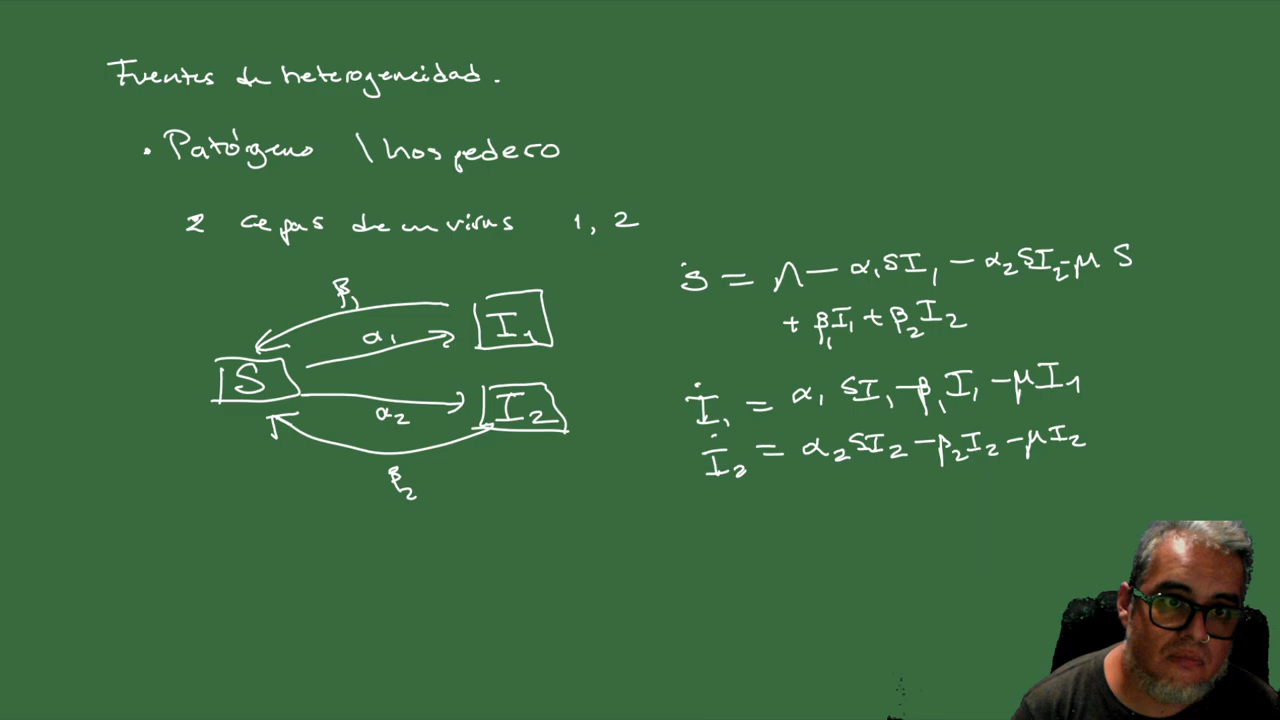 Fuentes de heterogeneidad.
• Patógeno \ hospedero
2 cepas de un virus 1, 2
β₁
I₁
α₁
S
α₂
I₂
β₂
Ṡ = Λ − α₁SI₁ − α₂SI₂ − μS
+ β₁I₁ + β₂I₂
İ₁ = α₁SI₁ − β₁I₁ − μI₁
İ₂ = α₂SI₂ − β₂I₂ − μI₂